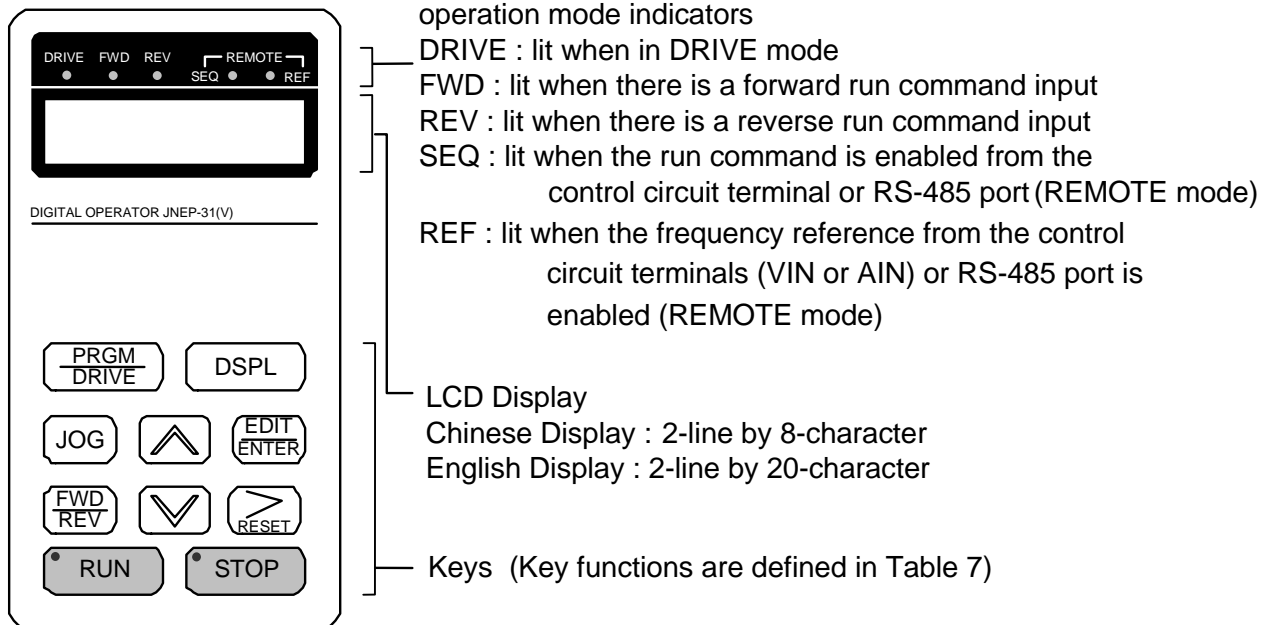 operation mode indicators
DRIVE : lit when in DRIVE mode
FWD : lit when there is a forward run command input
REV : lit when there is a reverse run command input
SEQ : lit when the run command is enabled from the
control circuit terminal or RS-485 port (REMOTE mode)
REF : lit when the frequency reference from the control
circuit terminals (VIN or AIN) or RS-485 port is
enabled (REMOTE mode)
DRIVE FWD REV REMOTE
SEQ REF
DIGITAL OPERATOR JNEP-31(V)
LCD Display
Chinese Display : 2-line by 8-character
English Display : 2-line by 20-character
PRGM
DRIVE
DSPL
JOG
EDIT
ENTER
FWD
REV
RESET
RUN
STOP
Keys (Key functions are defined in Table 7)